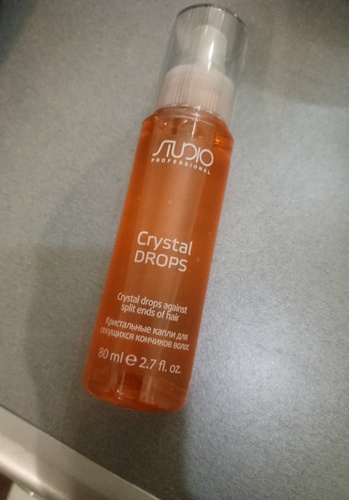 STUDIO
PROFESSIONAL
Crystal
DROPS
Crystal drops against
split ends of hair
Кристальные капли для
секущихся кончиков волос
80 ml e 2.7 fl. oz.